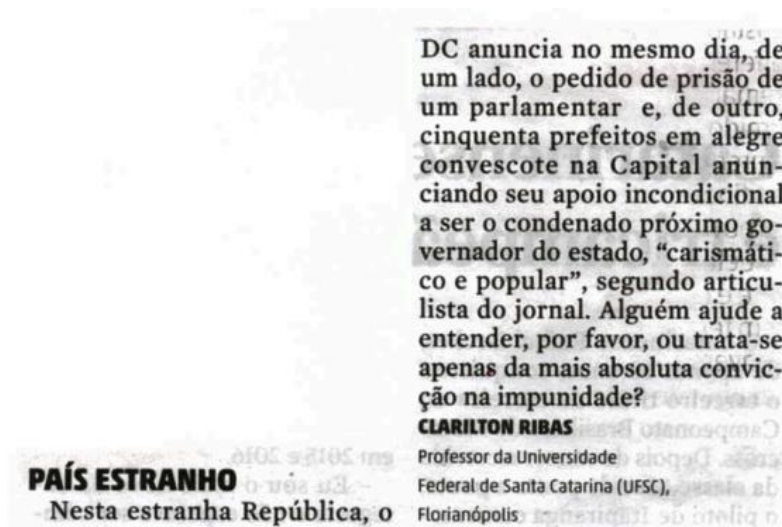 PAÍS ESTRANHO
Nesta estranha República, o
DC anuncia no mesmo dia, de
um lado, o pedido de prisão de
um parlamentar e, de outro,
cinquenta prefeitos em alegre
convescote na Capital anun-
ciando seu apoio incondicional
a ser o condenado próximo go-
vernador do estado, “carismáti-
co e popular”, segundo articu-
lista do jornal. Alguém ajude a
entender, por favor, ou trata-se
apenas da mais absoluta convic-
ção na impunidade?
CLARILTON RIBAS
Professor da Universidade
Federal de Santa Catarina (UFSC),
Florianópolis